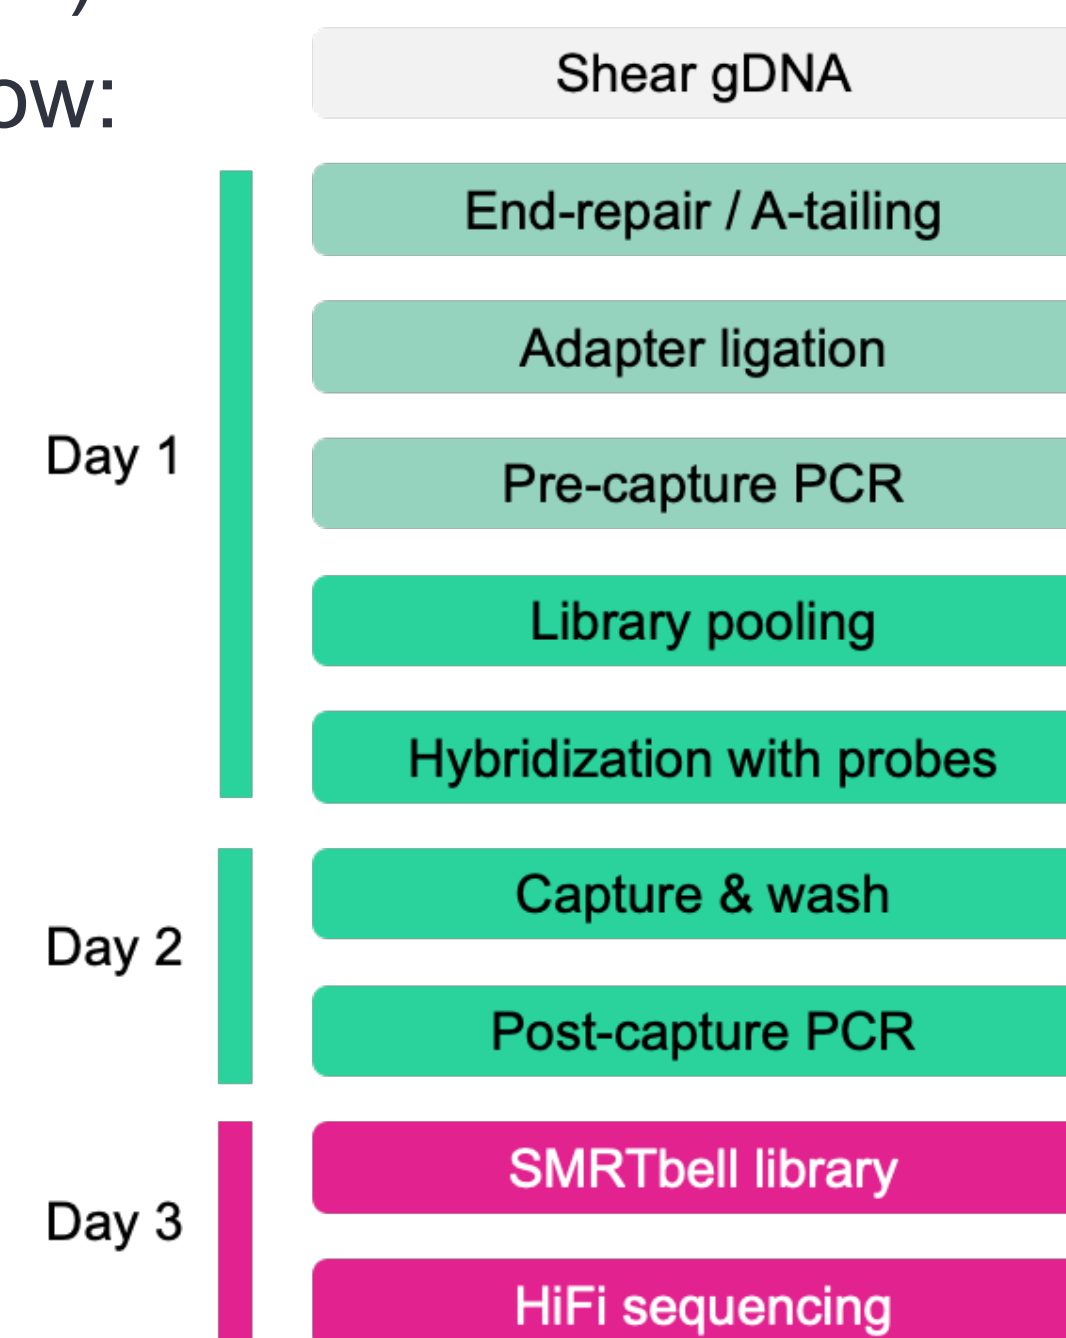 ow:
Shear gDNA
End-repair / A-tailing
Adapter ligation
Day 1
Pre-capture PCR
Library pooling
Hybridization with probes
Capture & wash
Day 2
Post-capture PCR
SMRTbell library
Day 3
HiFi sequencing